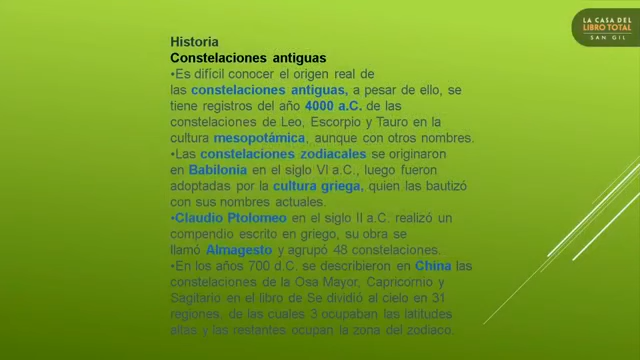 LA CASA DEL
LIBRO TOTAL
SAN GIL
Historia
Constelaciones antiguas
•Es difícil conocer el origen real de
las constelaciones antiguas, a pesar de ello, se
tiene registros del año 4000 a.C. de las
constelaciones de Leo, Escorpio y Tauro en la
cultura mesopotámica, aunque con otros nombres.
•Las constelaciones zodiacales se originaron
en Babilonia en el siglo VI a.C., luego fueron
adoptadas por la cultura griega, quien las bautizó
con sus nombres actuales.
•Claudio Ptolomeo en el siglo II a.C. realizó un
compendio escrito en griego, su obra se
llamó Almagesto y agrupó 48 constelaciones.
•En los años 700 d.C. se describieron en China las
constelaciones de la Osa Mayor, Capricornio y
Sagitario en el libro de Se dividió al cielo en 31
regiones, de las cuales 3 ocupaban las latitudes
altas y las restantes ocupan la zona del zodiaco.